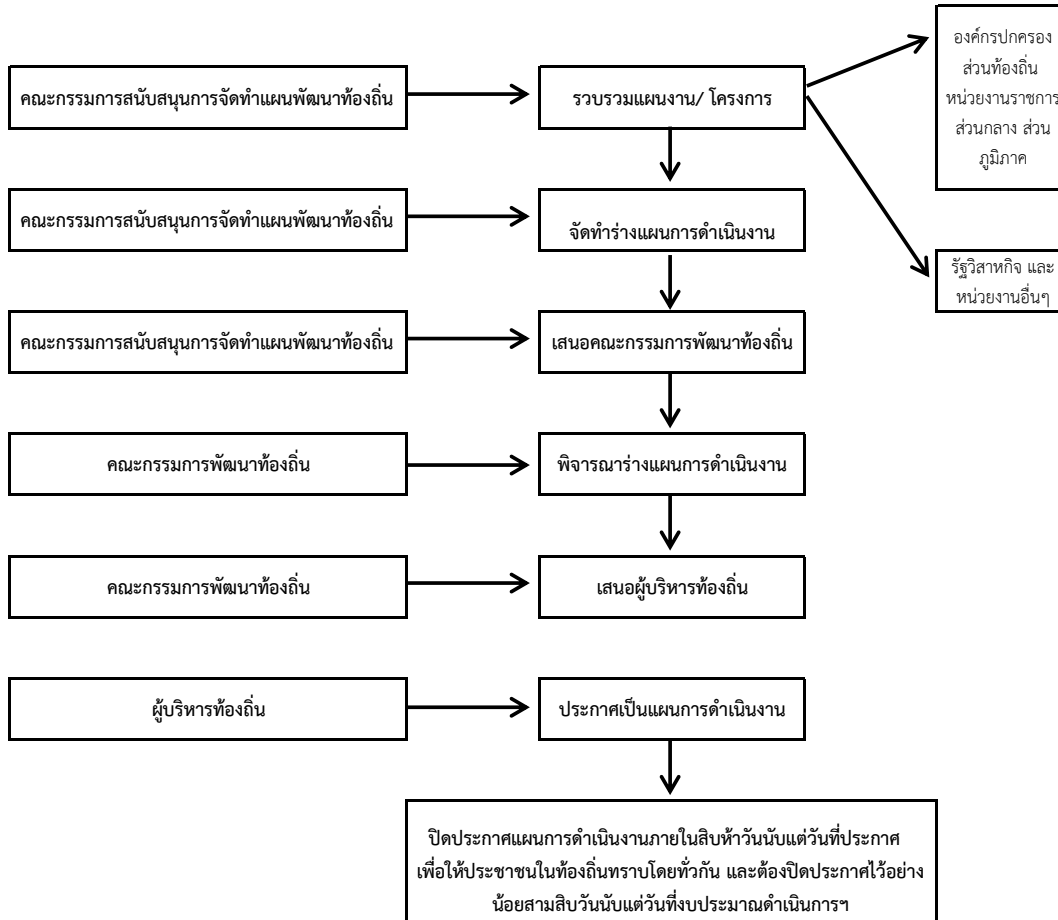 คณะกรรมการสนับสนุนการจัดทำแผนพัฒนาท้องถิ่น
รวบรวมแผนงาน/ โครงการ
องค์กรปกครอง
ส่วนท้องถิ่น
หน่วยงานราชการ
ส่วนกลาง ส่วน
ภูมิภาค
คณะกรรมการสนับสนุนการจัดทำแผนพัฒนาท้องถิ่น
จัดทำร่างแผนการดำเนินงาน
รัฐวิสาหกิจ และ
หน่วยงานอื่นๆ
คณะกรรมการสนับสนุนการจัดทำแผนพัฒนาท้องถิ่น
เสนอคณะกรรมการพัฒนาท้องถิ่น
คณะกรรมการพัฒนาท้องถิ่น
พิจารณาร่างแผนการดำเนินงาน
คณะกรรมการพัฒนาท้องถิ่น
เสนอผู้บริหารท้องถิ่น
ผู้บริหารท้องถิ่น
ประกาศเป็นแผนการดำเนินงาน
ปิดประกาศแผนการดำเนินงานภายในสิบห้าวันนับแต่วันที่ประกาศ
เพื่อให้ประชาชนในท้องถิ่นทราบโดยทั่วกัน และต้องปิดประกาศไว้อย่าง
น้อยสามสิบวันนับแต่วันที่งบประมาณดำเนินการฯ